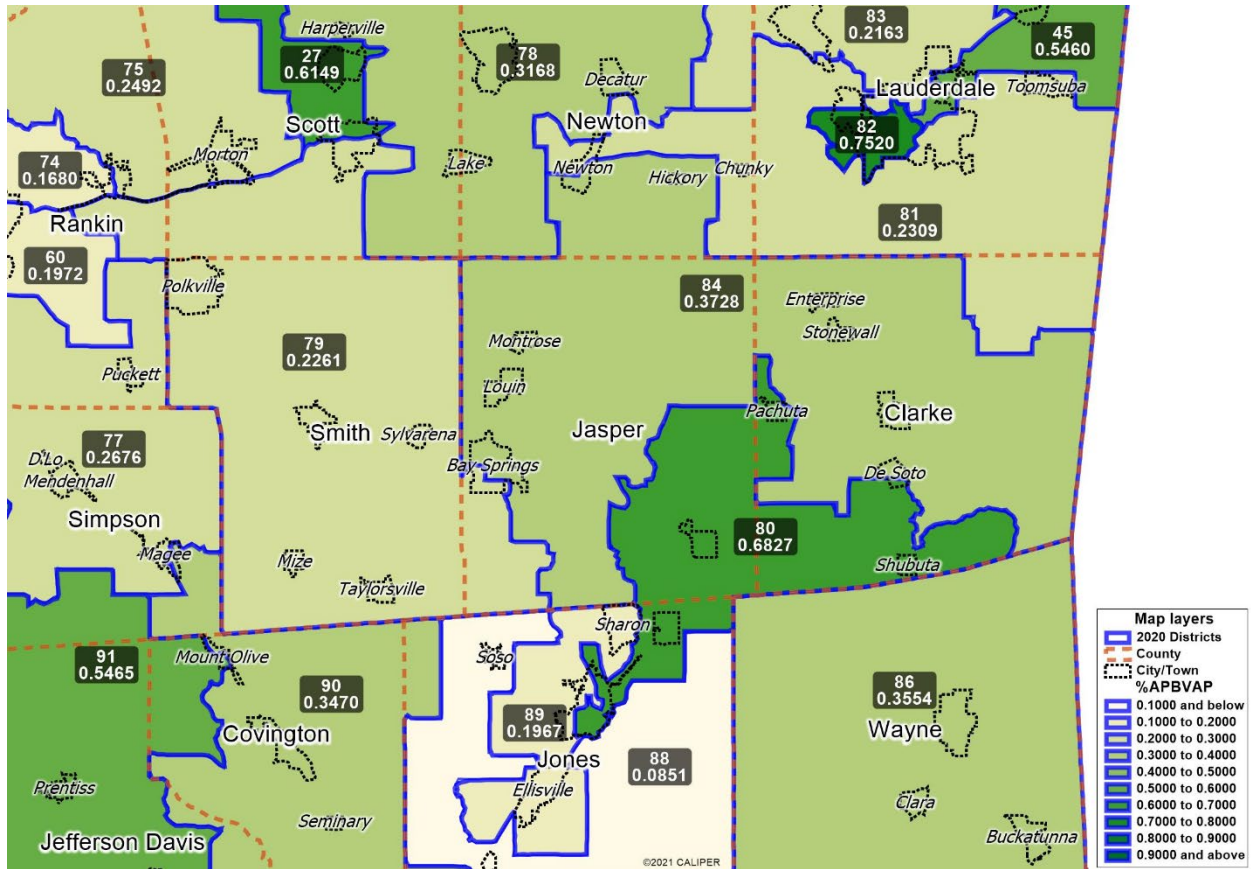 Harperville
27
0.6149
78
0.3168
83
0.2163
45
0.5460
75
0.2492
Decatur
Lauderdale
Toomsuba
Scott
Newton
82
0.7520
74
0.1680
Morton
Lake
Newton
Hickory
Chunky
Rankin
81
0.2309
60
0.1972
Polkville
84
0.3728
Enterprise
Stonewall
79
0.2261
Montrose
Puckett
Louin
Pachuta
Clarke
Smith
Sylvarena
Jasper
77
0.2676
D'Lo
Mendenhall
Bay Springs
De Soto
Simpson
80
0.6827
Magee
Mize
Shubuta
Taylorsville
Sharon
91
0.5465
Mount Olive
Soso
90
0.3470
86
0.3554
89
0.1967
Covington
Wayne
Jones
88
0.0851
Prentiss
Ellisville
Clara
Seminary
Buckatunna
Jefferson Davis
©2021 CALIPER
Map layers
2020 Districts
County
City/Town
%APBVAP
0.1000 and below
0.1000 to 0.2000
0.2000 to 0.3000
0.3000 to 0.4000
0.4000 to 0.5000
0.5000 to 0.6000
0.6000 to 0.7000
0.7000 to 0.8000
0.8000 to 0.9000
0.9000 and above